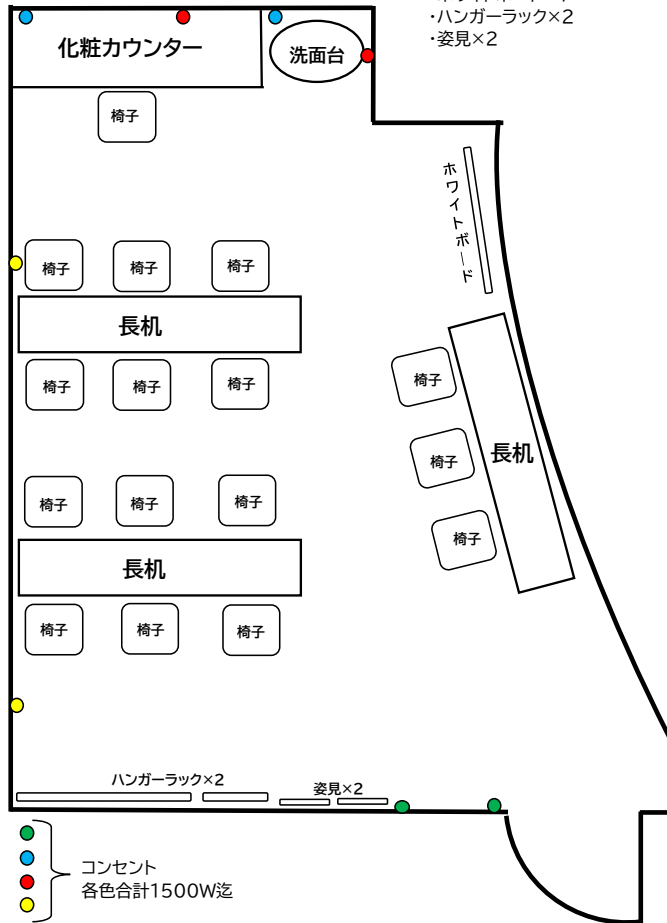 ・ハンガーラック×2
・姿見×2
化粧カウンター
洗面台
椅子
ホワイトボード
椅子 椅子 椅子
長机
椅子 椅子 椅子
椅子
椅子
椅子
長机
椅子 椅子 椅子
長机
椅子 椅子 椅子
ハンガーラック×2
姿見×2
コンセント
各色合計1500W迄